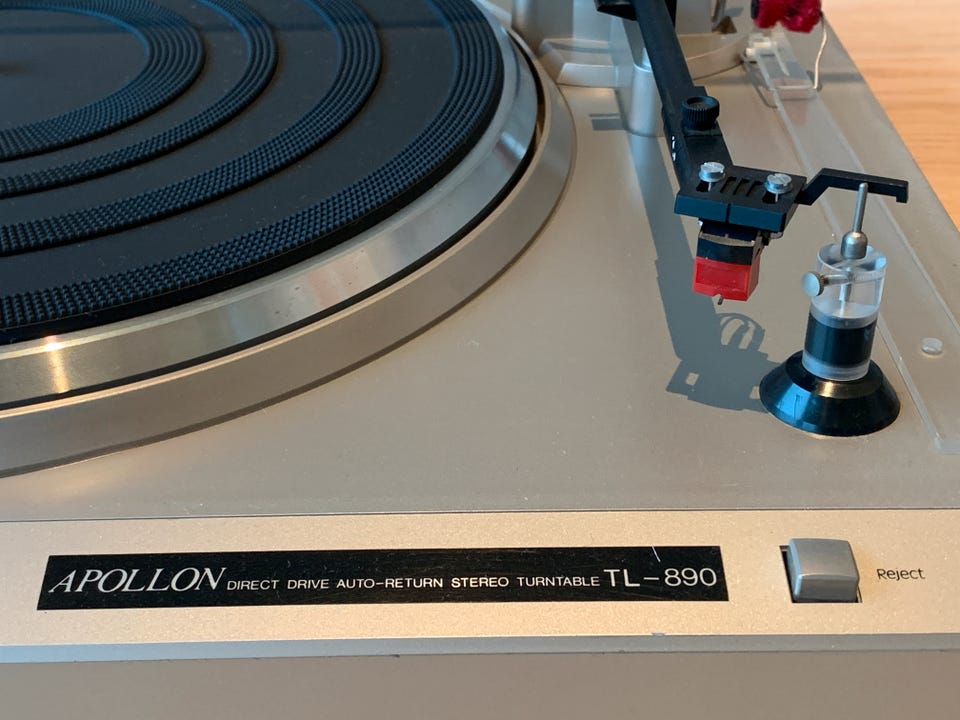 APOLLON DIRECT DRIVE AUTO-RETURN STEREO TURNTABLE TL-890
Reject